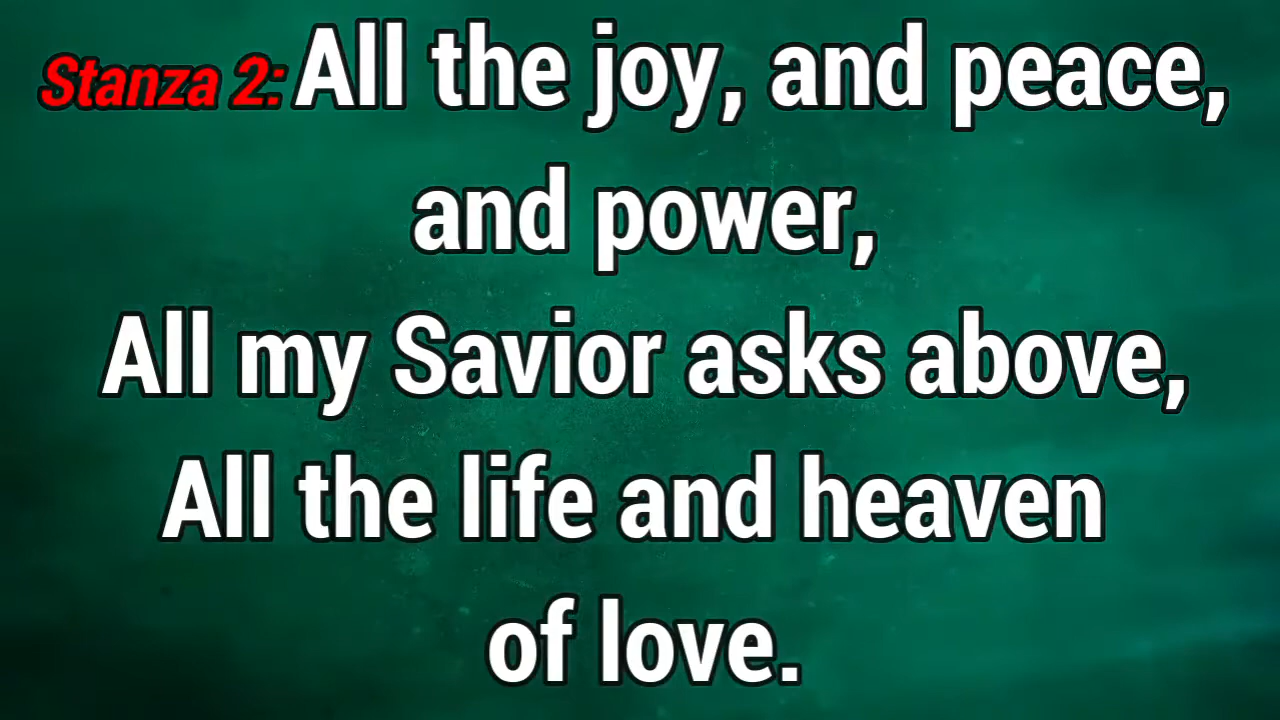 Stanza 2: All the joy, and peace,
and power,
All my Savior asks above,
All the life and heaven
of love.